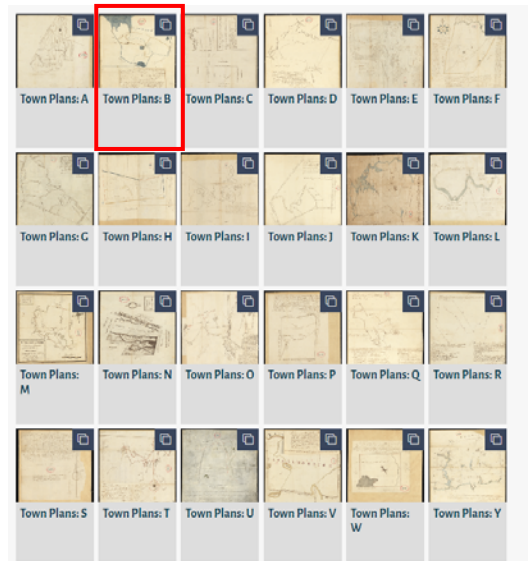 Town Plans: A
Town Plans: B
Town Plans: C
Town Plans: D
Town Plans: E
Town Plans: F
Town Plans: G
Town Plans: H
Town Plans: I
Town Plans: J
Town Plans: K
Town Plans: L
Town Plans:
M
Town Plans: N
Town Plans: O
Town Plans: P
Town Plans: Q
Town Plans: R
Town Plans: S
Town Plans: T
Town Plans: U
Town Plans: V
Town Plans:
W
Town Plans: Y